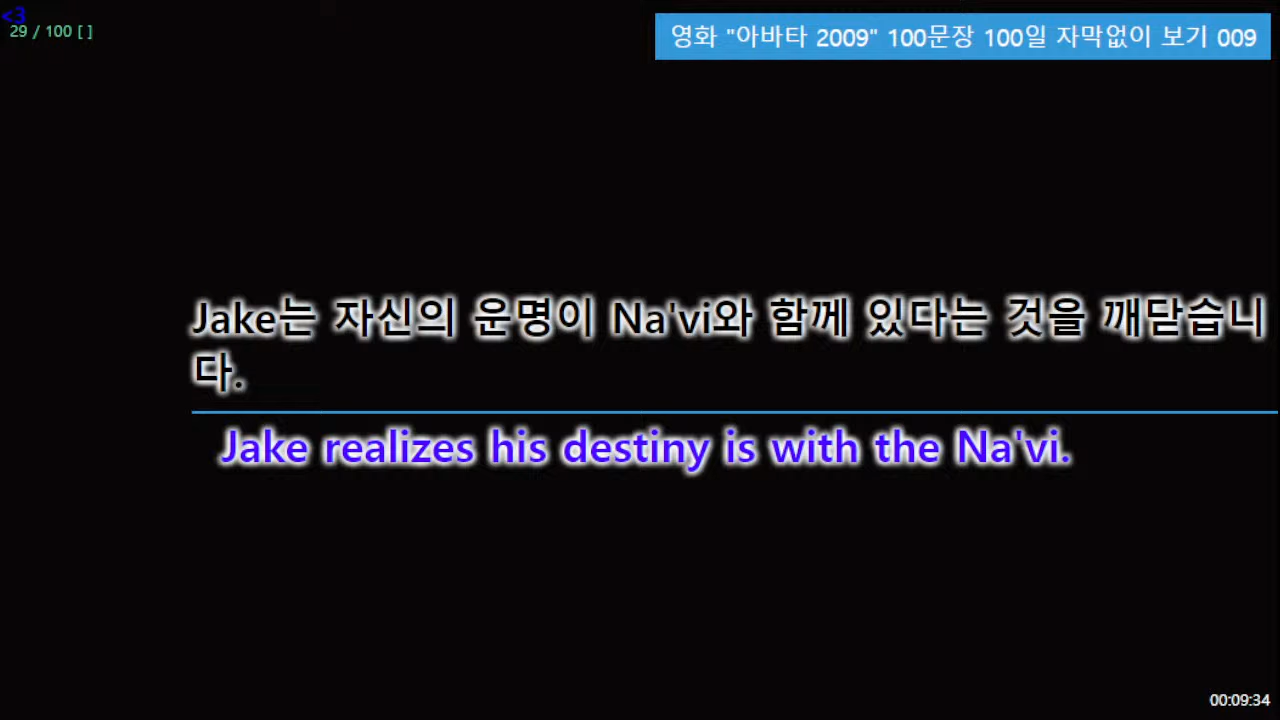 <3
29 / 100 [ ]
영화 "아바타 2009" 100문장 100일 자막없이 보기 009
Jake는 자신의 운명이 Na'vi와 함께 있다는 것을 깨닫습니
다.
Jake realizes his destiny is with the Na'vi.
00:09:34